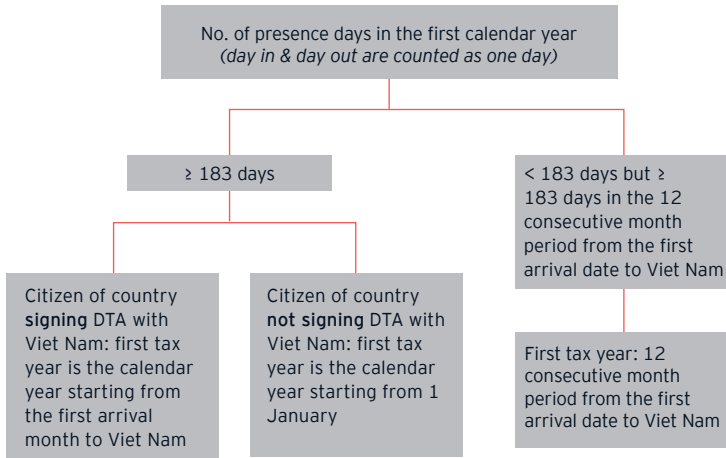 No. of presence days in the first calendar year
(day in & day out are counted as one day)
≥ 183 days
< 183 days but ≥
183 days in the 12
consecutive month
period from the first
arrival date to Viet Nam
Citizen of country
signing DTA with
Viet Nam: first tax
year is the calendar
year starting from
the first arrival
month to Viet Nam
Citizen of country
not signing DTA with
Viet Nam: first tax
year is the calendar
year starting from 1
January
First tax year: 12
consecutive month
period from the first
arrival date to Viet Nam